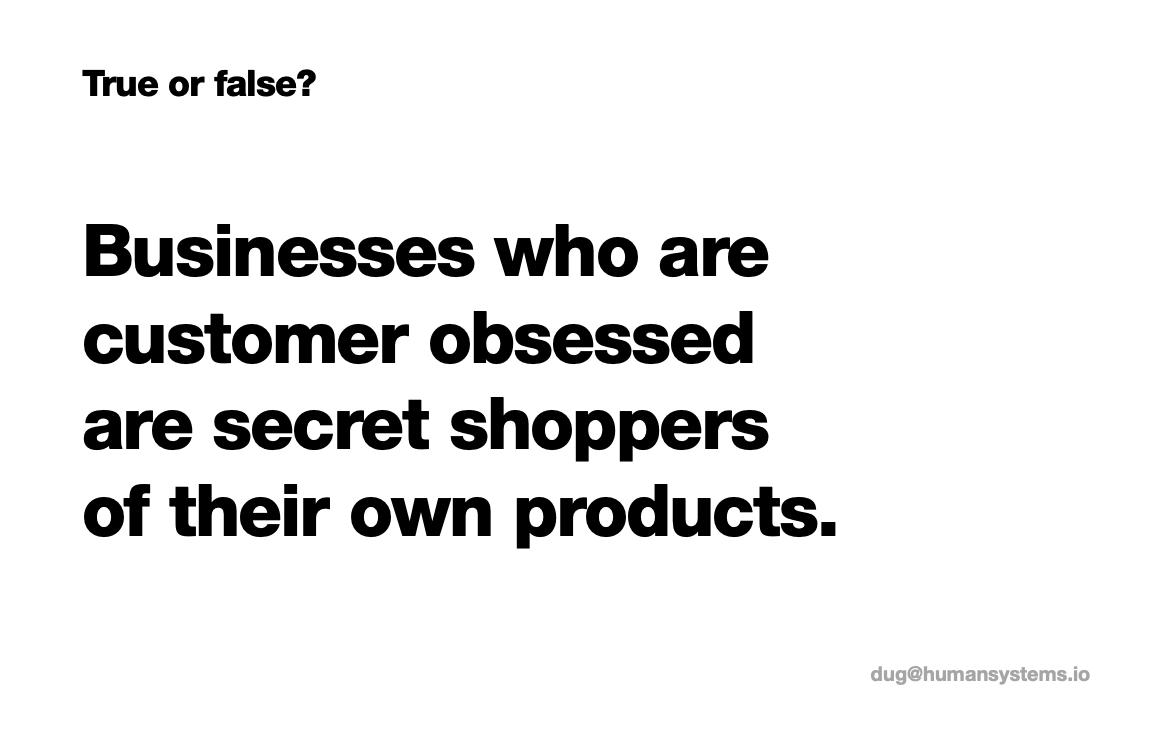 True or false?
Businesses who are
customer obsessed
are secret shoppers
of their own products.
dug@humansystems.io